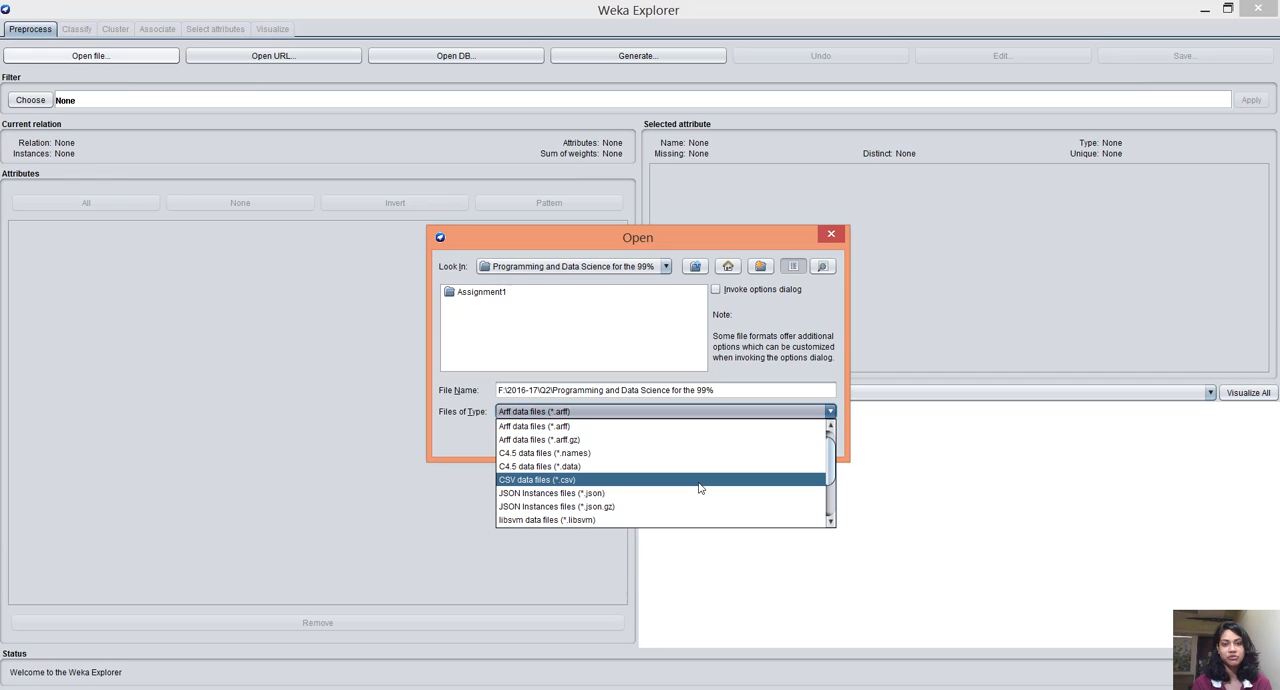 Weka Explorer
Preprocess Classify Cluster Associate Select attributes Visualize
Open file... Open URL... Open DB... Generate... Undo Edit... Save...
Filter
Choose None Apply
Current relation
Relation: None Attributes: None
Instances: None Sum of weights: None
Selected attribute
Name: None Type: None
Missing: None Distinct: None Unique: None
Attributes
All None Invert Pattern
Open
Look In: Programming and Data Science for the 99%
Assignment1
Invoke options dialog
Note:
Some file formats offer additional
options which can be customized
when invoking the options dialog.
File Name: F:\2016-17\Q2\Programming and Data Science for the 99%
Files of Type: Arff data files (*.arff)
Arff data files (*.arff)
Arff data files (*.arff.gz)
C4.5 data files (*.names)
C4.5 data files (*.data)
CSV data files (*.csv)
JSON Instances files (*.json)
JSON Instances files (*.json.gz)
libsvm data files (*.libsvm)
Visualize All
Remove
Status
Welcome to the Weka Explorer